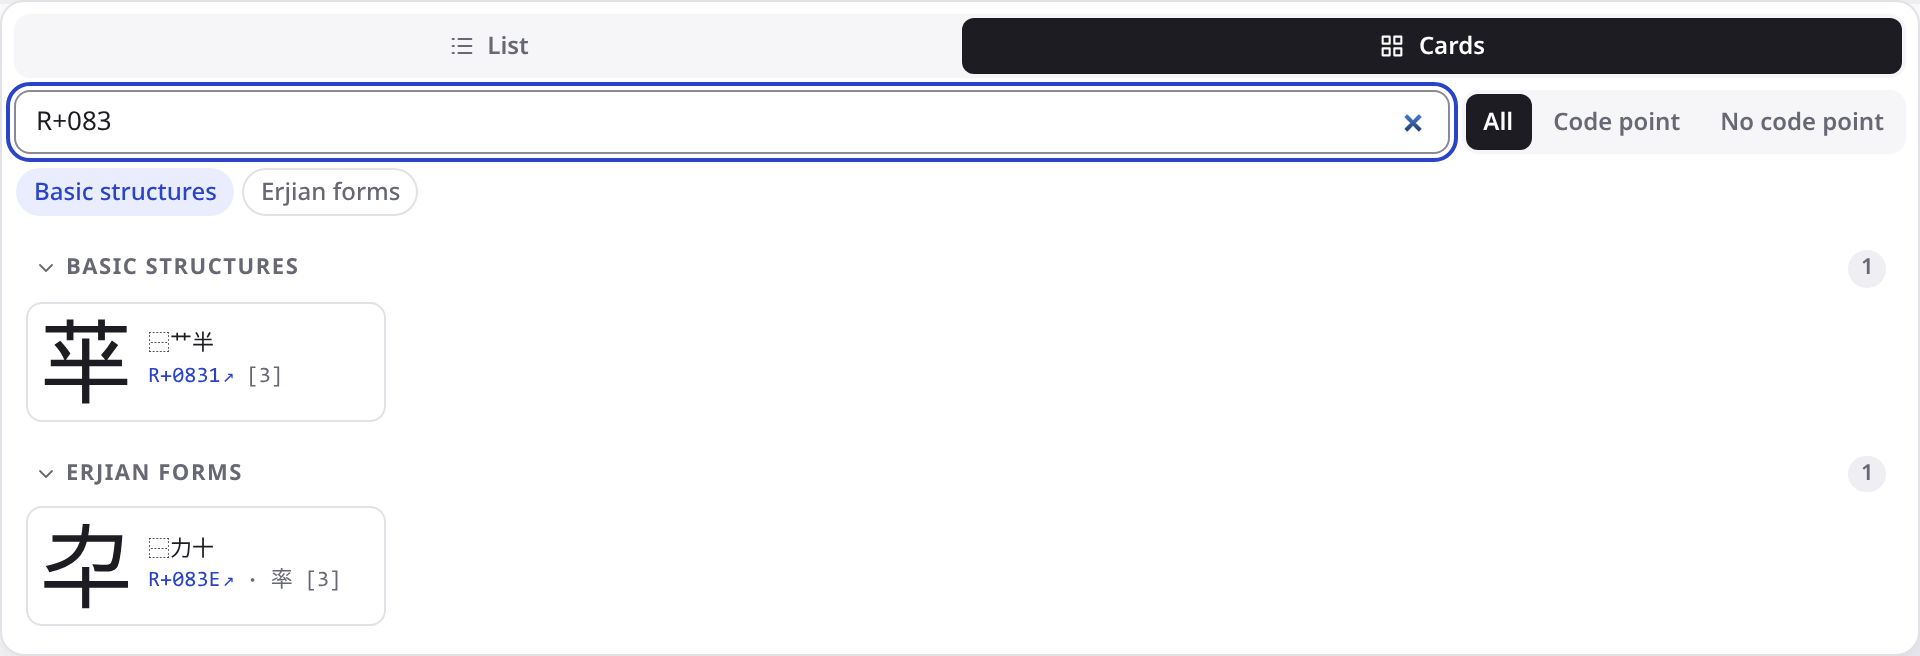 List
Cards
R+083
All
Code point
No code point
Basic structures
Erjian forms
BASIC STRUCTURES
1
⿱艹半
R+0831↗ [3]
ERJIAN FORMS
1
⿱力十
R+083E↗ · 率 [3]